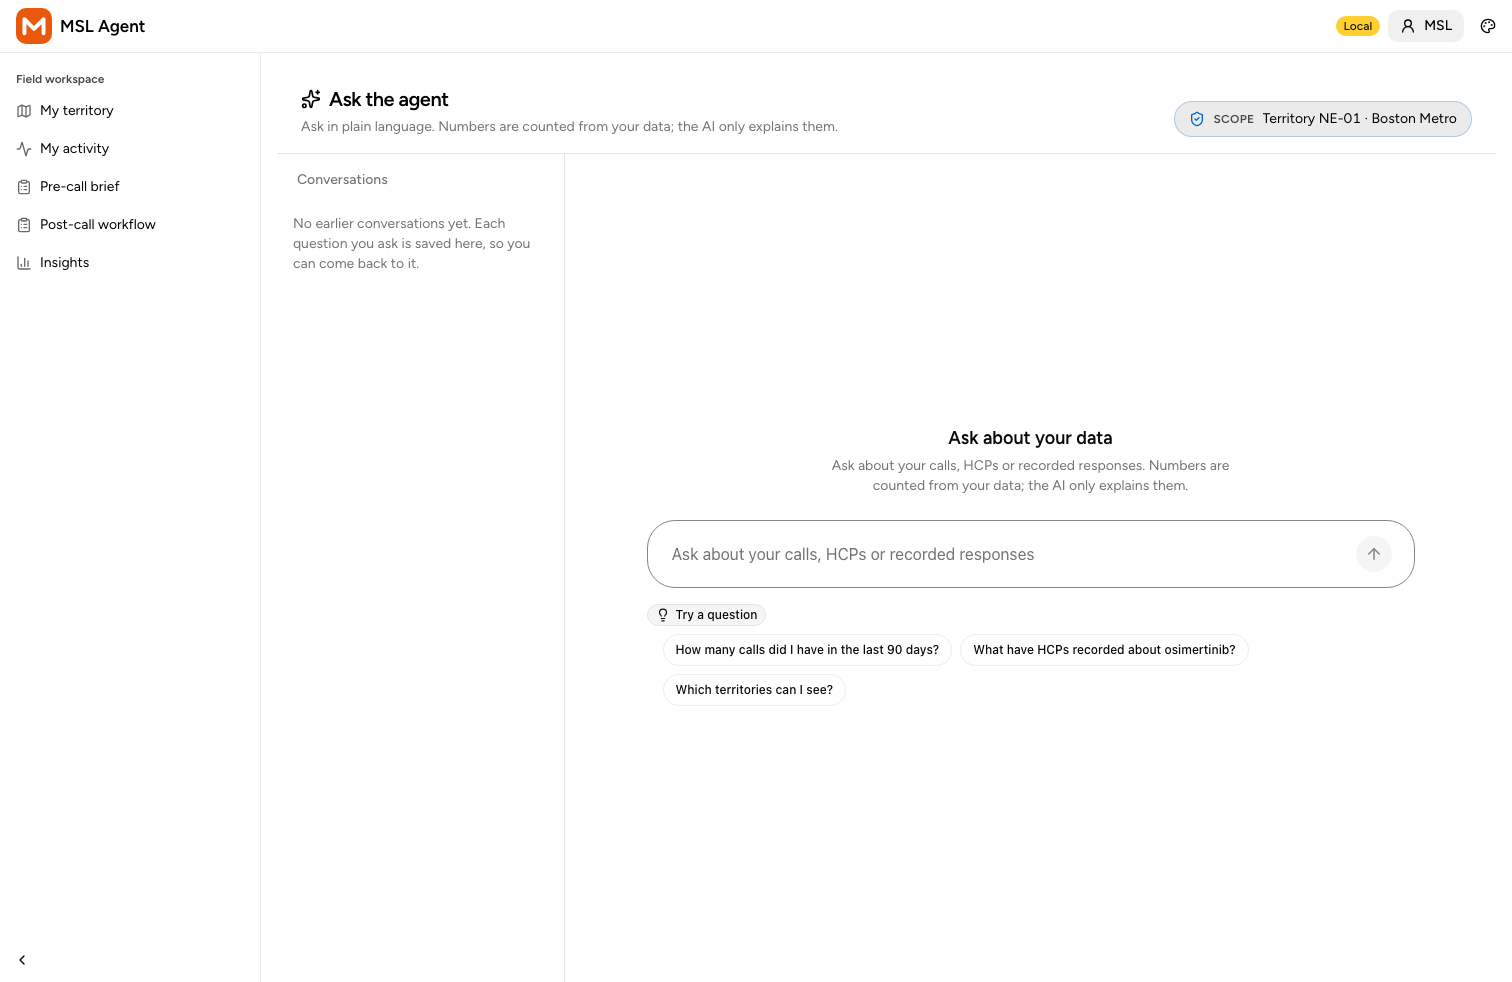 MSL Agent
Local
MSL
Field workspace
My territory
My activity
Pre-call brief
Post-call workflow
Insights
Ask the agent
Ask in plain language. Numbers are counted from your data; the AI only explains them.
SCOPE Territory NE-01 · Boston Metro
Conversations
No earlier conversations yet. Each
question you ask is saved here, so you
can come back to it.
Ask about your data
Ask about your calls, HCPs or recorded responses. Numbers are
counted from your data; the AI only explains them.
Ask about your calls, HCPs or recorded responses
Try a question
How many calls did I have in the last 90 days?
What have HCPs recorded about osimertinib?
Which territories can I see?